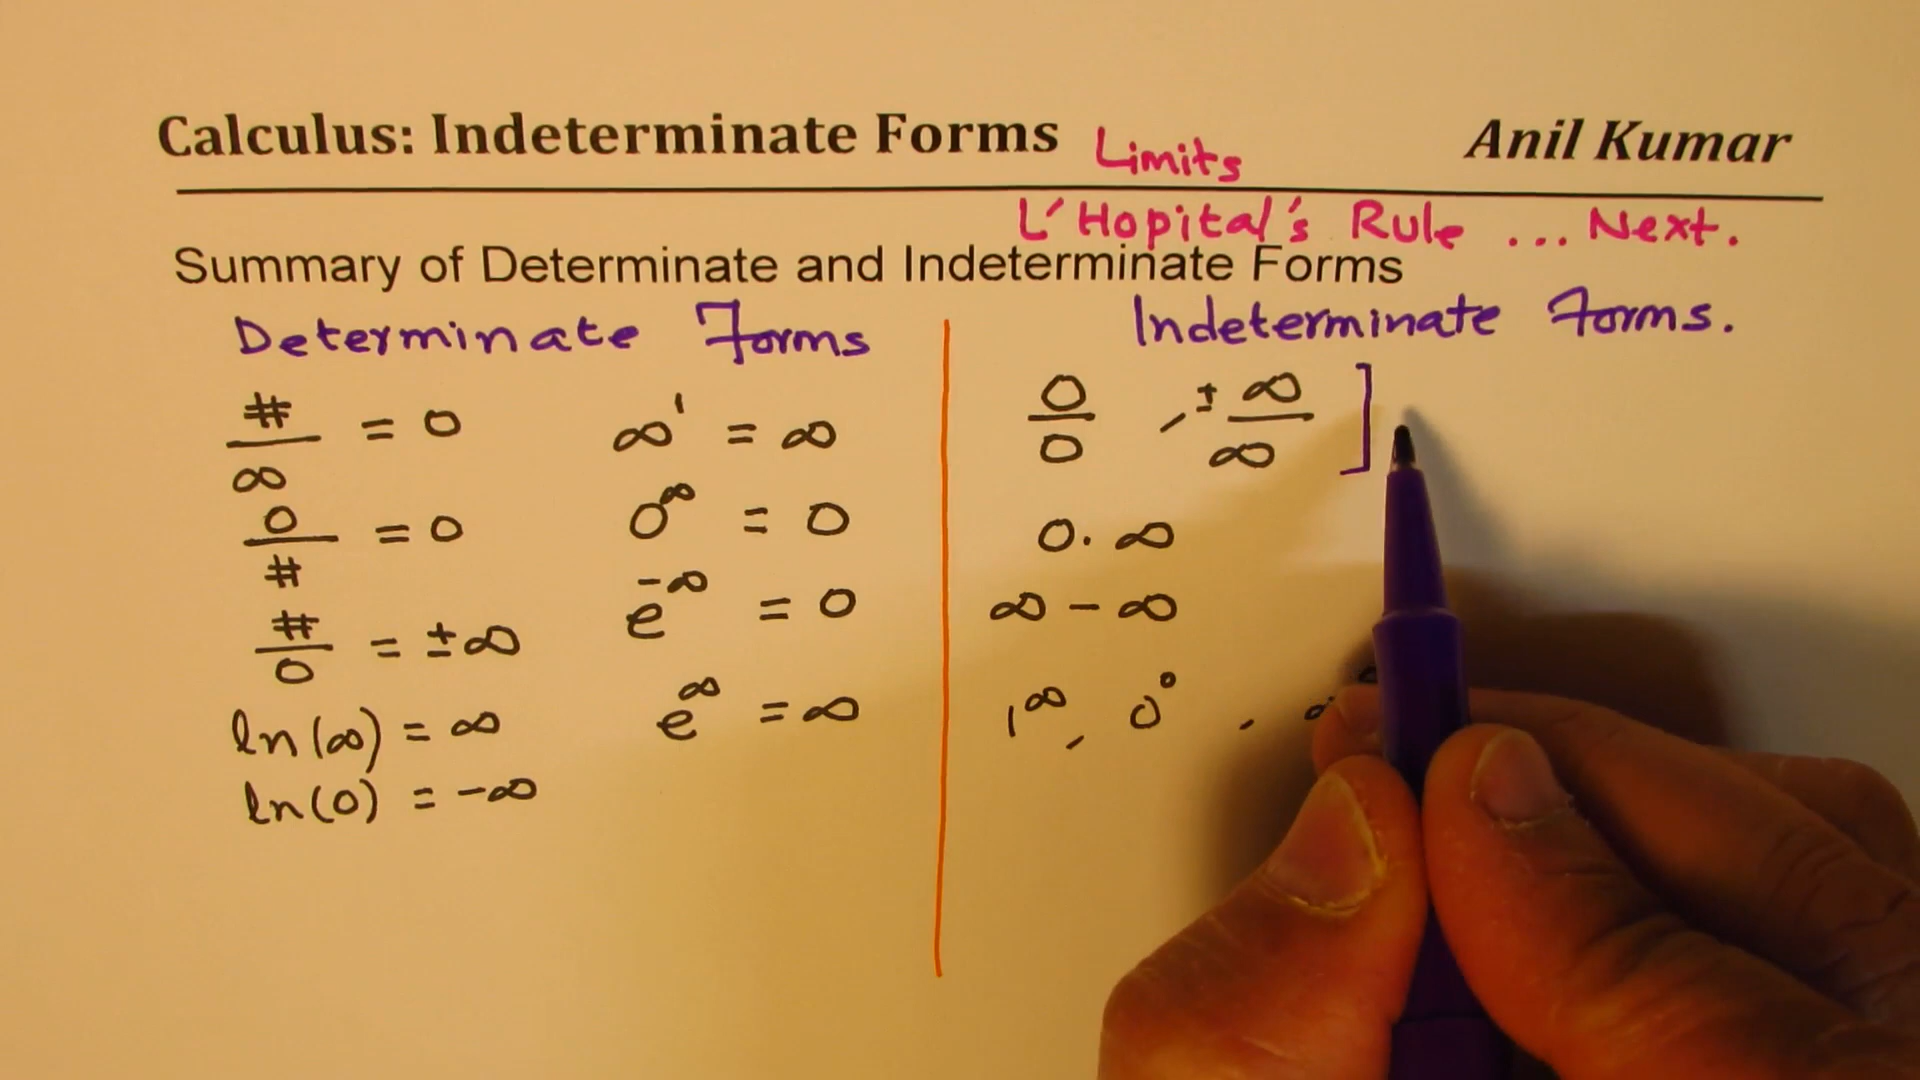 Calculus: Indeterminate Forms Limits Anil Kumar
L'Hopital's Rule ... Next.
Summary of Determinate and Indeterminate Forms
Determinate Forms
#/∞ = 0
0/# = 0
#/0 = ±∞
ln(∞) = ∞
ln(0) = -∞
∞^1 = ∞
0^∞ = 0
e^-∞ = 0
e^∞ = ∞
Indeterminate Forms.
0/0 , ± ∞/∞ ]
0.∞
∞ - ∞
1^∞, 0^0 ,